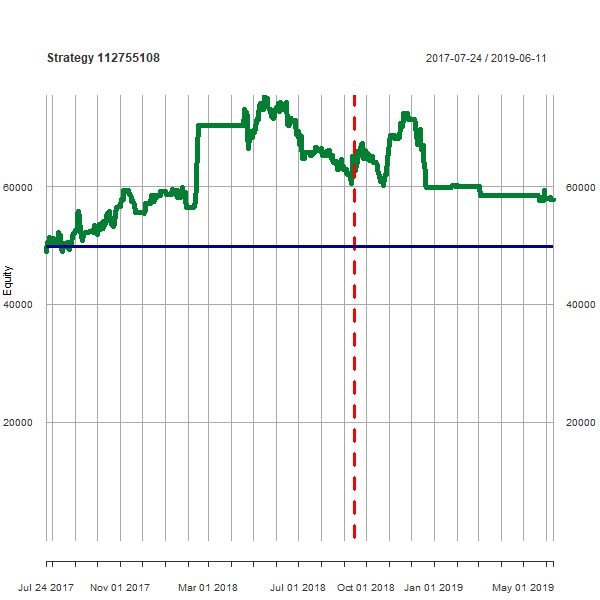 Strategy 112755108 2017-07-24 / 2019-06-11
60000 60000
Equity
40000 40000
20000 20000
Jul 24 2017 Nov 01 2017 Mar 01 2018 Jul 01 2018 Oct 01 2018 Jan 01 2019 May 01 2019